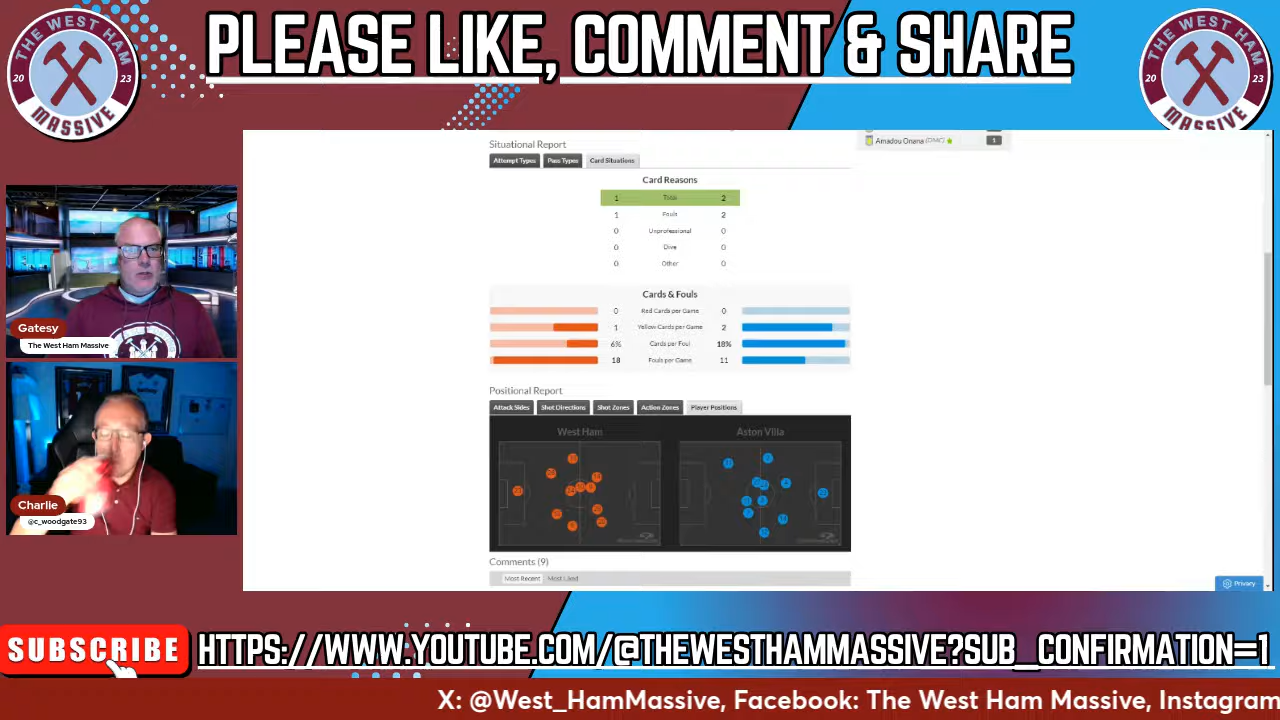 PLEASE LIKE, COMMENT & SHARE
THE WEST HAM
20 23
MASSIVE
THE WEST HAM
20 23
MASSIVE
Amadou Onana (DMC) 1
Situational Report
Attempt Types Pass Types Card Situations
Card Reasons
1 Total 2
1 Fouls 2
0 Unprofessional 0
0 Dive 0
0 Other 0
Cards & Fouls
0 Red Cards per Game 0
1 Yellow Cards per Game 2
6% Cards per Foul 18%
18 Fouls per Game 11
Positional Report
Attack Sides Shot Directions Shot Zones Action Zones Player Positions
West Ham Aston Villa
Comments (9)
Most Recent Most Liked
Privacy
Gatesy
The West Ham Massive
Charlie
@c_woodgate93
SUBSCRIBE
HTTPS://WWW.YOUTUBE.COM/@THEWESTHAMMASSIVE?SUB_CONFIRMATION=1
X: @West_HamMassive, Facebook: The West Ham Massive, Instagram